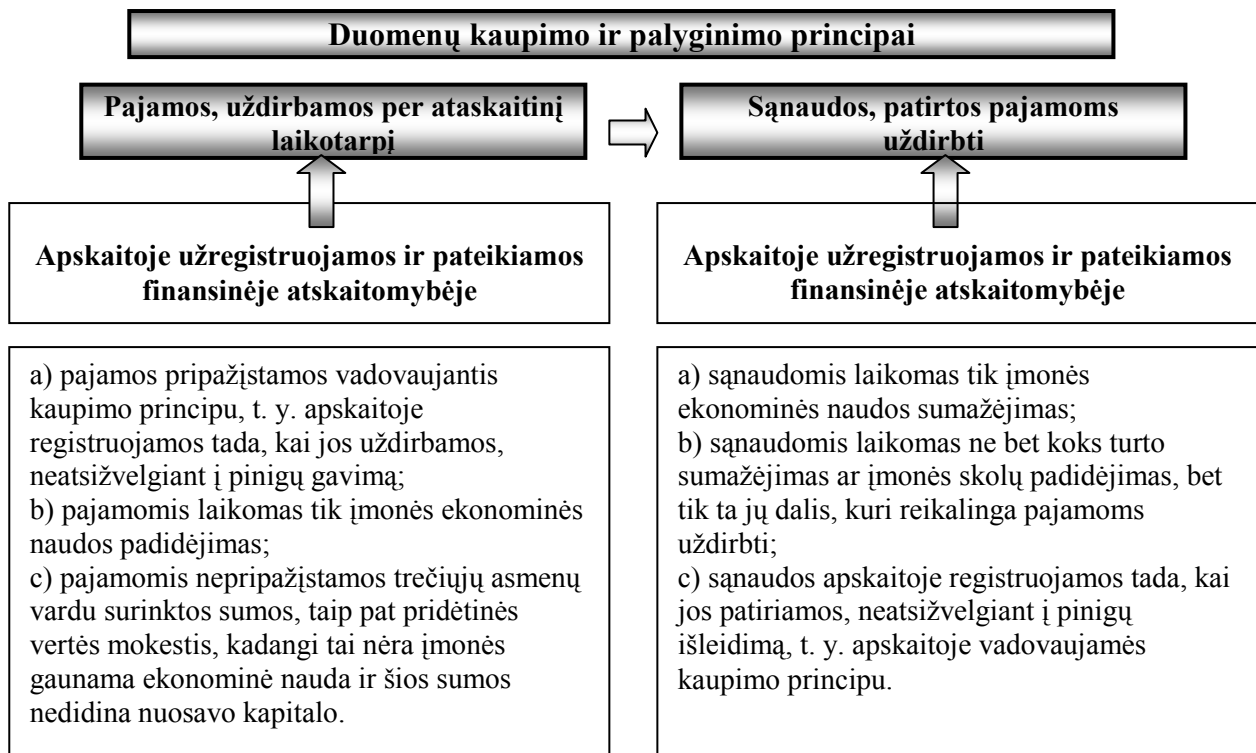 Duomenų kaupimo ir palyginimo principai
Pajamos, uždirbamos per ataskaitinį
laikotarpį
Sąnaudos, patirtos pajamoms
uždirbti
Apskaitoje užregistruojamos ir pateikiamos
finansinėje atskaitomybėje
Apskaitoje užregistruojamos ir pateikiamos
finansinėje atskaitomybėje
a) pajamos pripažįstamos vadovaujantis
kaupimo principu, t. y. apskaitoje
registruojamos tada, kai jos uždirbamos,
neatsižvelgiant į pinigų gavimą;
b) pajamomis laikomas tik įmonės ekonominės
naudos padidėjimas;
c) pajamomis nepripažįstamos trečiųjų asmenų
vardu surinktos sumos, taip pat pridėtinės
vertės mokestis, kadangi tai nėra įmonės
gaunama ekonominė nauda ir šios sumos
nedidina nuosavo kapitalo.
a) sąnaudomis laikomas tik įmonės
ekonominės naudos sumažėjimas;
b) sąnaudomis laikomas ne bet koks turto
sumažėjimas ar įmonės skolų padidėjimas, bet
tik ta jų dalis, kuri reikalinga pajamoms
uždirbti;
c) sąnaudos apskaitoje registruojamos tada, kai
jos patiriamos, neatsižvelgiant į pinigų
išleidimą, t. y. apskaitoje vadovaujamės
kaupimo principu.